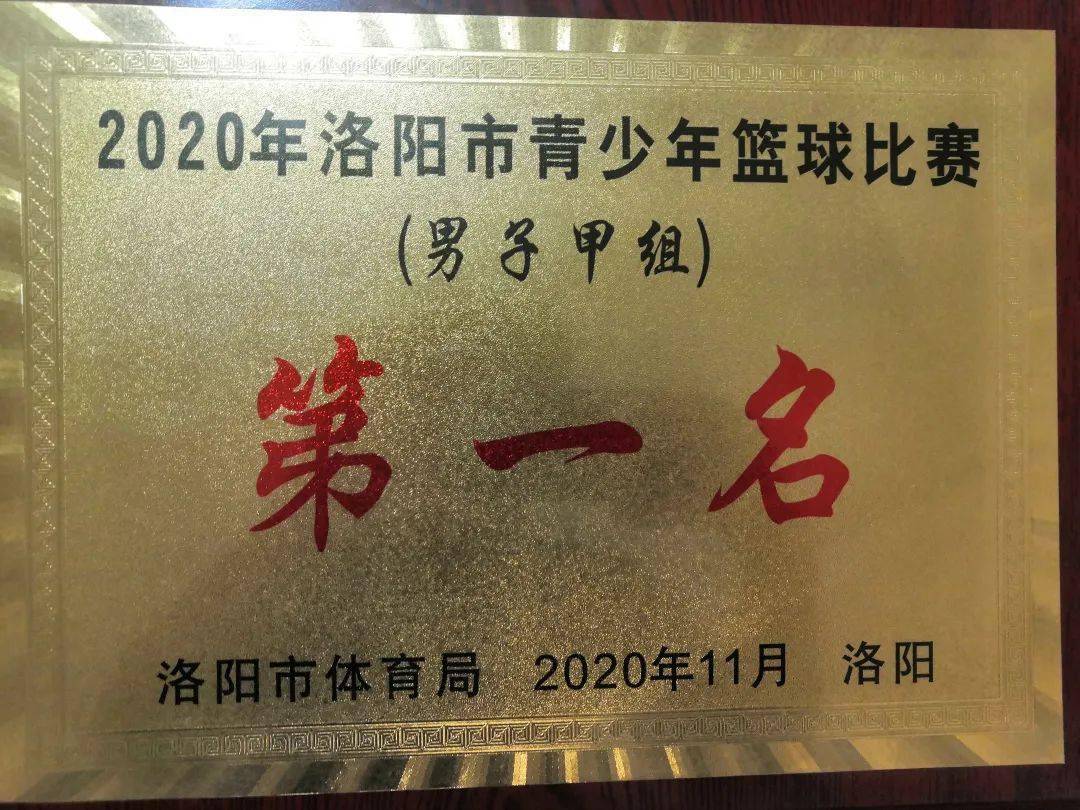 2020年洛阳市青少年篮球比赛
(男子甲组)
第一名
洛阳市体育局 2020年11月 洛阳